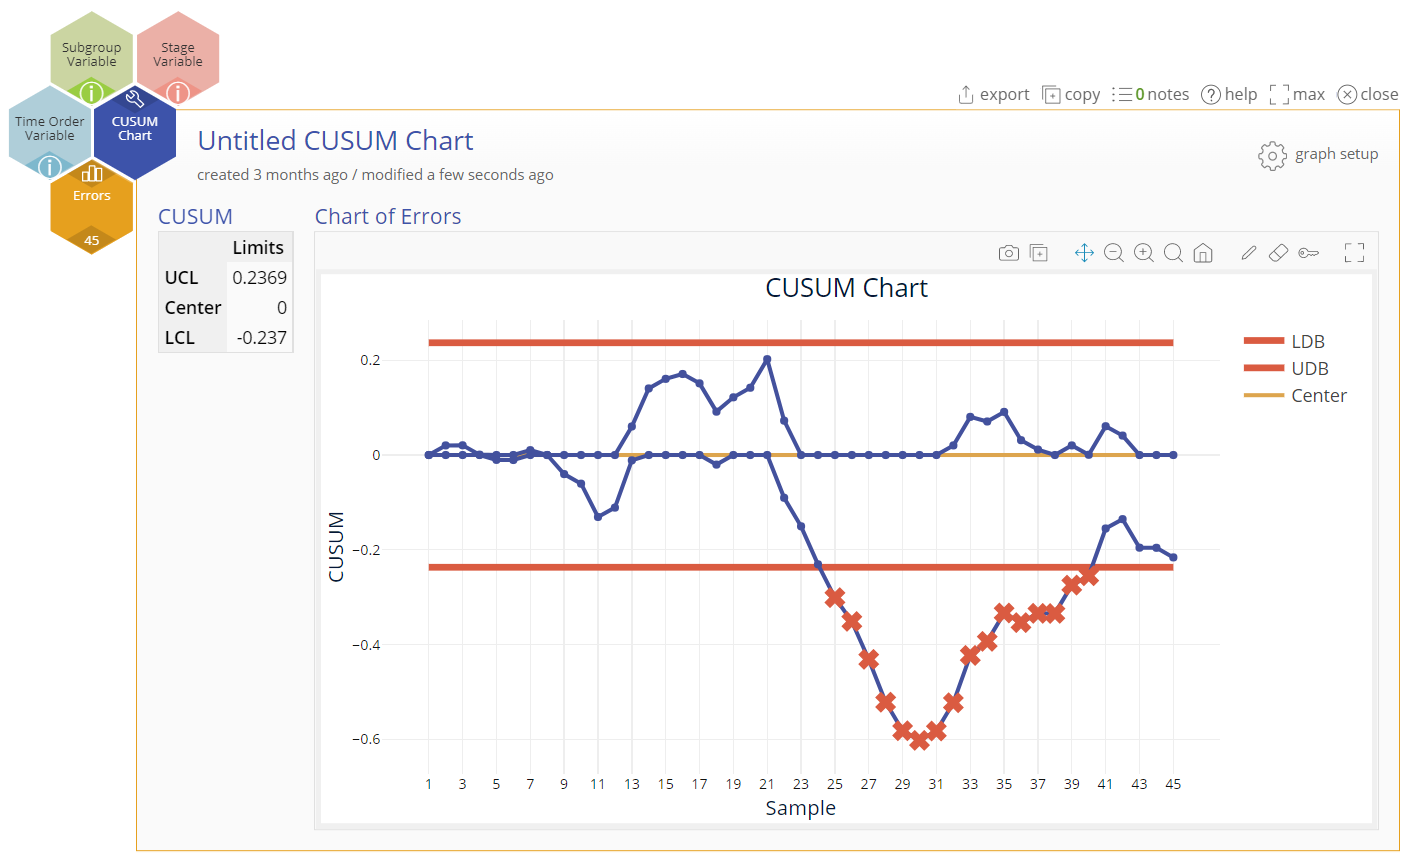 Subgroup
Variable
Stage
Variable
Time Order
Variable
CUSUM
Chart
Errors
45
export
copy
0 notes
help
max
close
Untitled CUSUM Chart
created 3 months ago / modified a few seconds ago
graph setup
CUSUM
Limits
UCL 0.2369
Center 0
LCL -0.237
Chart of Errors
CUSUM Chart
LDB
UDB
Center
CUSUM
0.2
0
−0.2
−0.4
−0.6
1 3 5 7 9 11 13 15 17 19 21 23 25 27 29 31 33 35 37 39 41 43 45
Sample